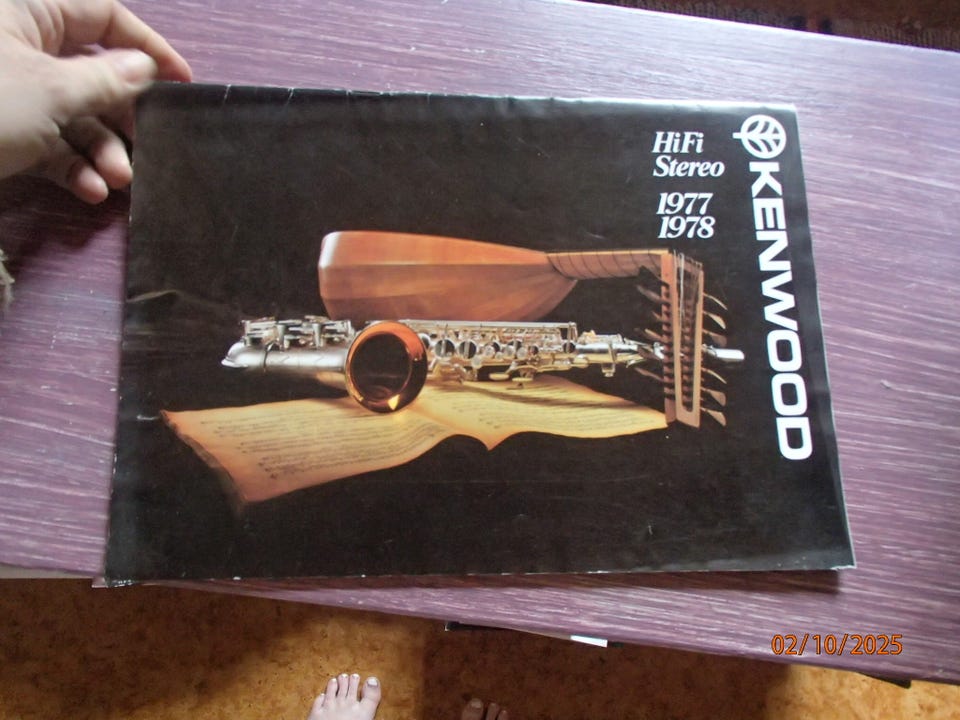 HiFi
Stereo
1977
1978
KENWOOD
02/10/2025